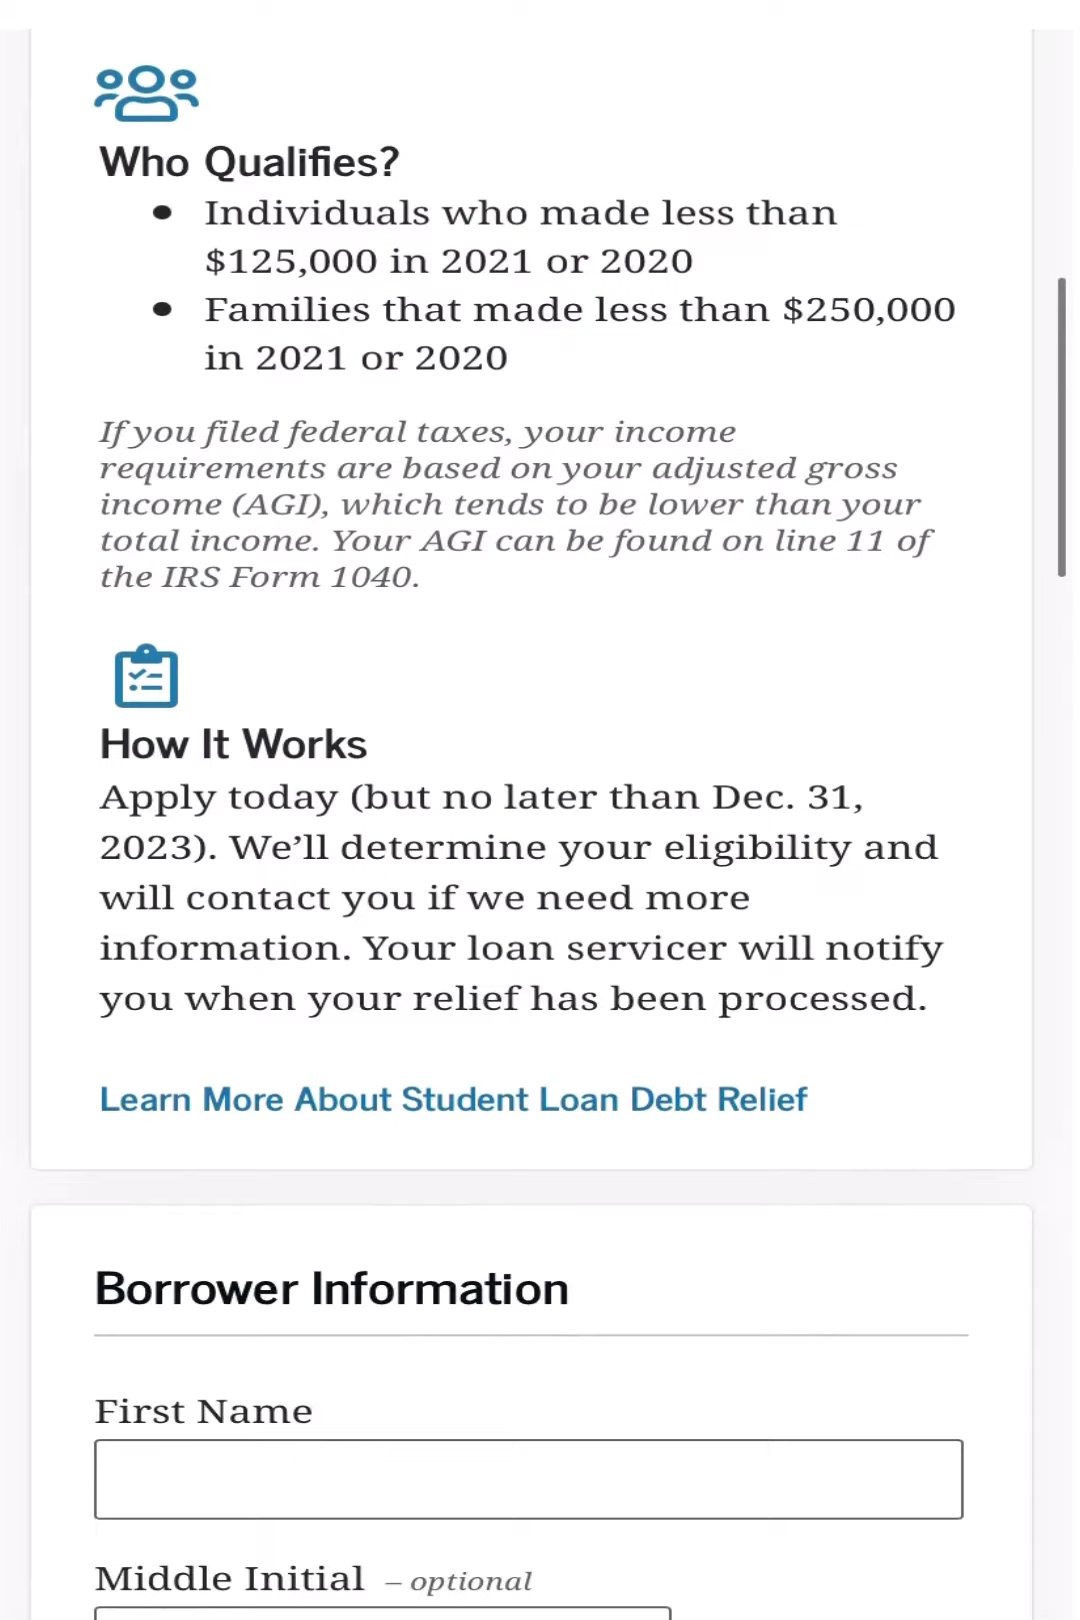 Who Qualifies?
• Individuals who made less than
$125,000 in 2021 or 2020
• Families that made less than $250,000
in 2021 or 2020
If you filed federal taxes, your income
requirements are based on your adjusted gross
income (AGI), which tends to be lower than your
total income. Your AGI can be found on line 11 of
the IRS Form 1040.
How It Works
Apply today (but no later than Dec. 31,
2023). We’ll determine your eligibility and
will contact you if we need more
information. Your loan servicer will notify
you when your relief has been processed.
Learn More About Student Loan Debt Relief
Borrower Information
First Name
Middle Initial – optional